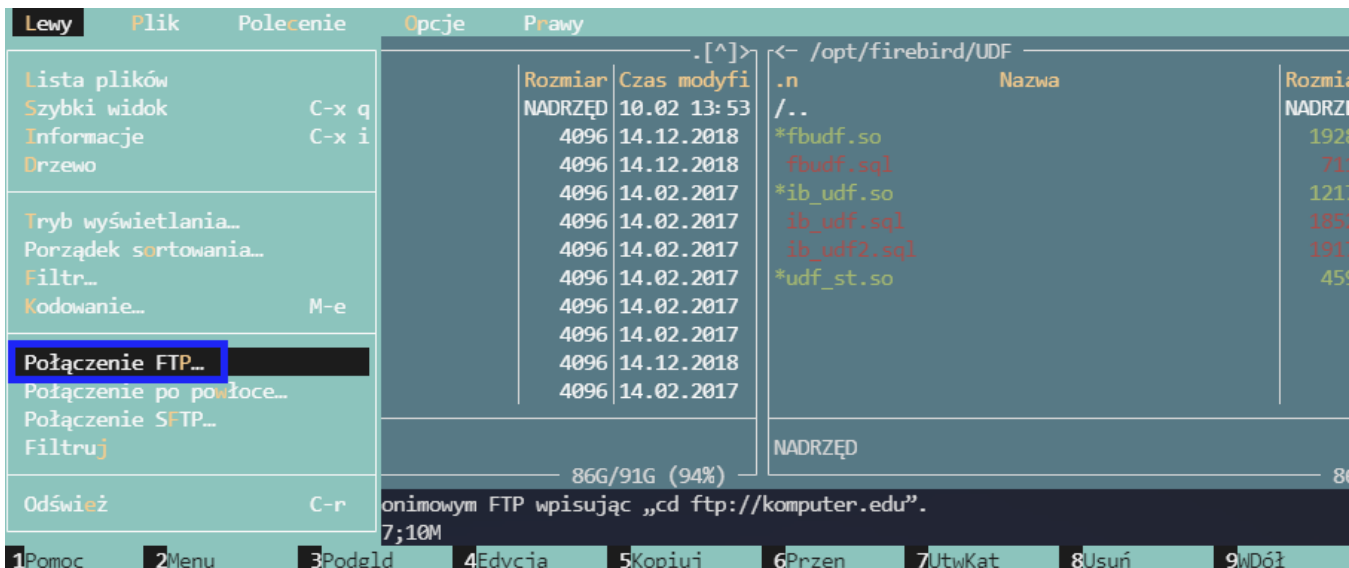 Lewy Plik Polecenie Opcje Prawy
.[^]> <- /opt/firebird/UDF
Lista plików Rozmiar Czas modyfi .n Nazwa
Szybki widok C-x q NADRZĘD 10.02 13:53 /..
Informacje C-x i 4096 14.12.2018 *fbudf.so
Drzewo 4096 14.12.2018 fbudf.sql
4096 14.02.2017 *ib_udf.so
Tryb wyświetlania… 4096 14.02.2017 ib_udf.sql
Porządek sortowania… 4096 14.02.2017 ib_udf2.sql
Filtr… 4096 14.02.2017 *udf_st.so
Kodowanie… M-e 4096 14.02.2017
4096 14.02.2017
Połączenie FTP… 4096 14.12.2018
Połączenie po powłoce… 4096 14.02.2017
Połączenie SFTP…
Filtruj NADRZĘD
86G/91G (94%)
Odśwież C-r onimowym FTP wpisując „cd ftp://komputer.edu”.
7;10M
1Pomoc 2Menu 3Podgld 4Edycja 5Kopiuj 6Przen 7UtwKat 8Usuń 9WDół